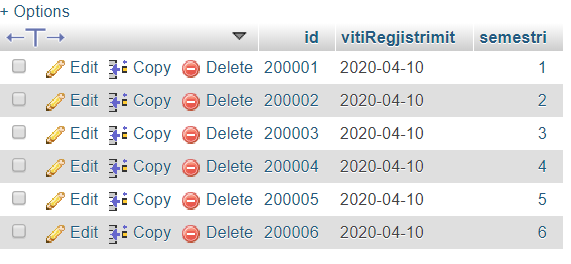 + Options
id vitiRegjistrimit semestri
Edit Copy Delete 200001 2020-04-10 1
Edit Copy Delete 200002 2020-04-10 2
Edit Copy Delete 200003 2020-04-10 3
Edit Copy Delete 200004 2020-04-10 4
Edit Copy Delete 200005 2020-04-10 5
Edit Copy Delete 200006 2020-04-10 6